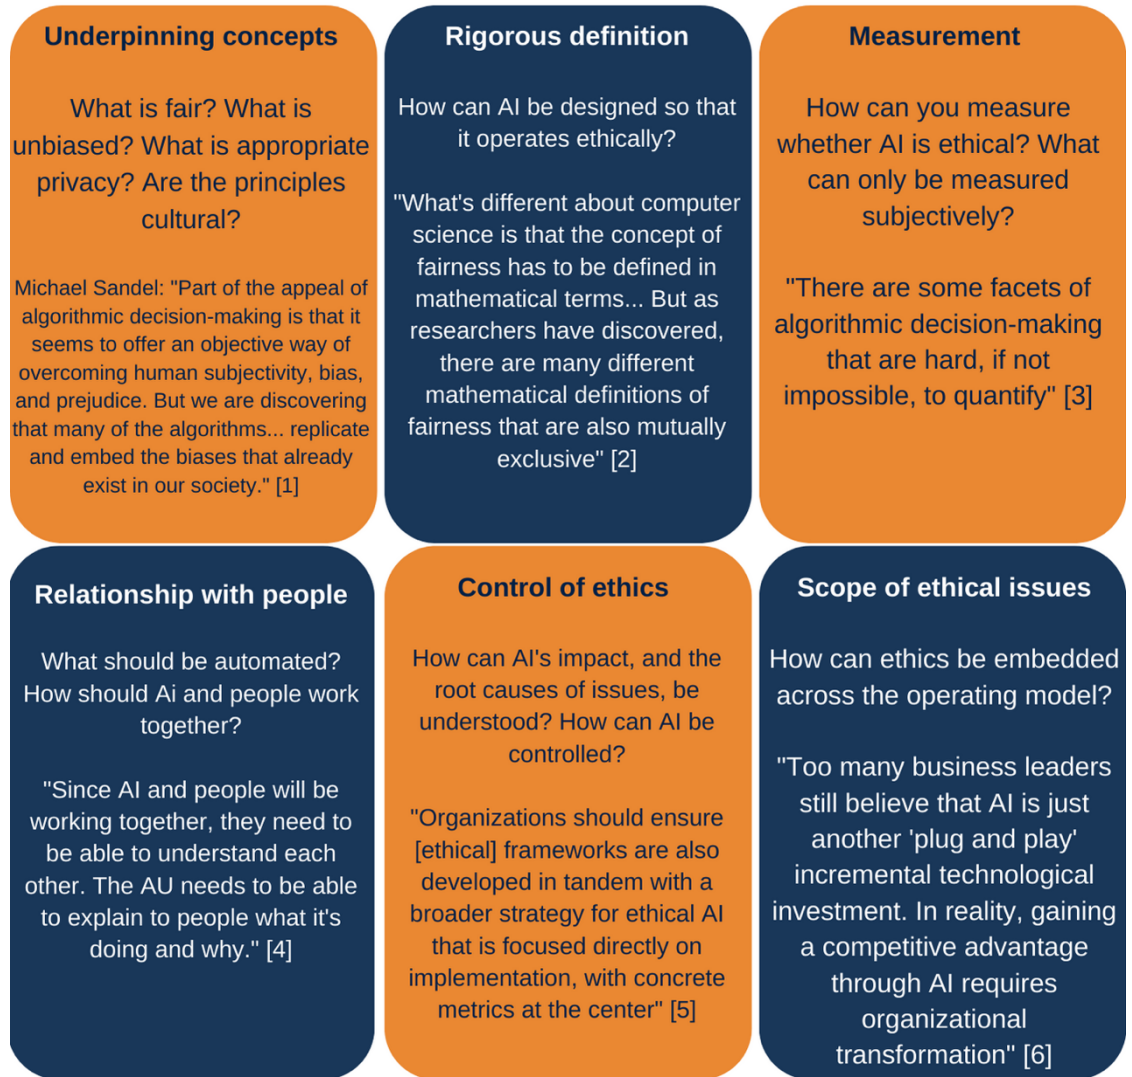 Underpinning concepts
What is fair? What is
unbiased? What is appropriate
privacy? Are the principles
cultural?
Michael Sandel: "Part of the appeal of
algorithmic decision-making is that it
seems to offer an objective way of
overcoming human subjectivity, bias,
and prejudice. But we are discovering
that many of the algorithms... replicate
and embed the biases that already
exist in our society." [1]
Rigorous definition
How can AI be designed so that
it operates ethically?
"What's different about computer
science is that the concept of
fairness has to be defined in
mathematical terms... But as
researchers have discovered,
there are many different
mathematical definitions of
fairness that are also mutually
exclusive" [2]
Measurement
How can you measure
whether AI is ethical? What
can only be measured
subjectively?
"There are some facets of
algorithmic decision-making
that are hard, if not
impossible, to quantify" [3]
Relationship with people
What should be automated?
How should Ai and people work
together?
"Since AI and people will be
working together, they need to
be able to understand each
other. The AU needs to be able
to explain to people what it's
doing and why." [4]
Control of ethics
How can AI's impact, and the
root causes of issues, be
understood? How can AI be
controlled?
"Organizations should ensure
[ethical] frameworks are also
developed in tandem with a
broader strategy for ethical AI
that is focused directly on
implementation, with concrete
metrics at the center" [5]
Scope of ethical issues
How can ethics be embedded
across the operating model?
"Too many business leaders
still believe that AI is just
another 'plug and play'
incremental technological
investment. In reality, gaining
a competitive advantage
through AI requires
organizational
transformation" [6]